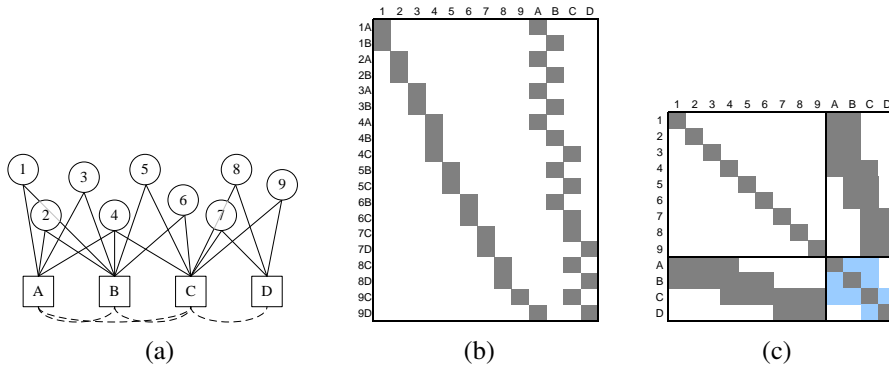 1 2 3 4 5 6 7 8 9 A B C D
1A
1B
2A
2B
3A
3B
4A
4B
4C
5B
5C
6B
6C
7C
7D
8C
8D
9C
9D
1 3 5 8 9
2 4 6 7
A B C D
1 2 3 4 5 6 7 8 9 A B C D
1
2
3
4
5
6
7
8
9
A
B
C
D
(a) (b) (c)